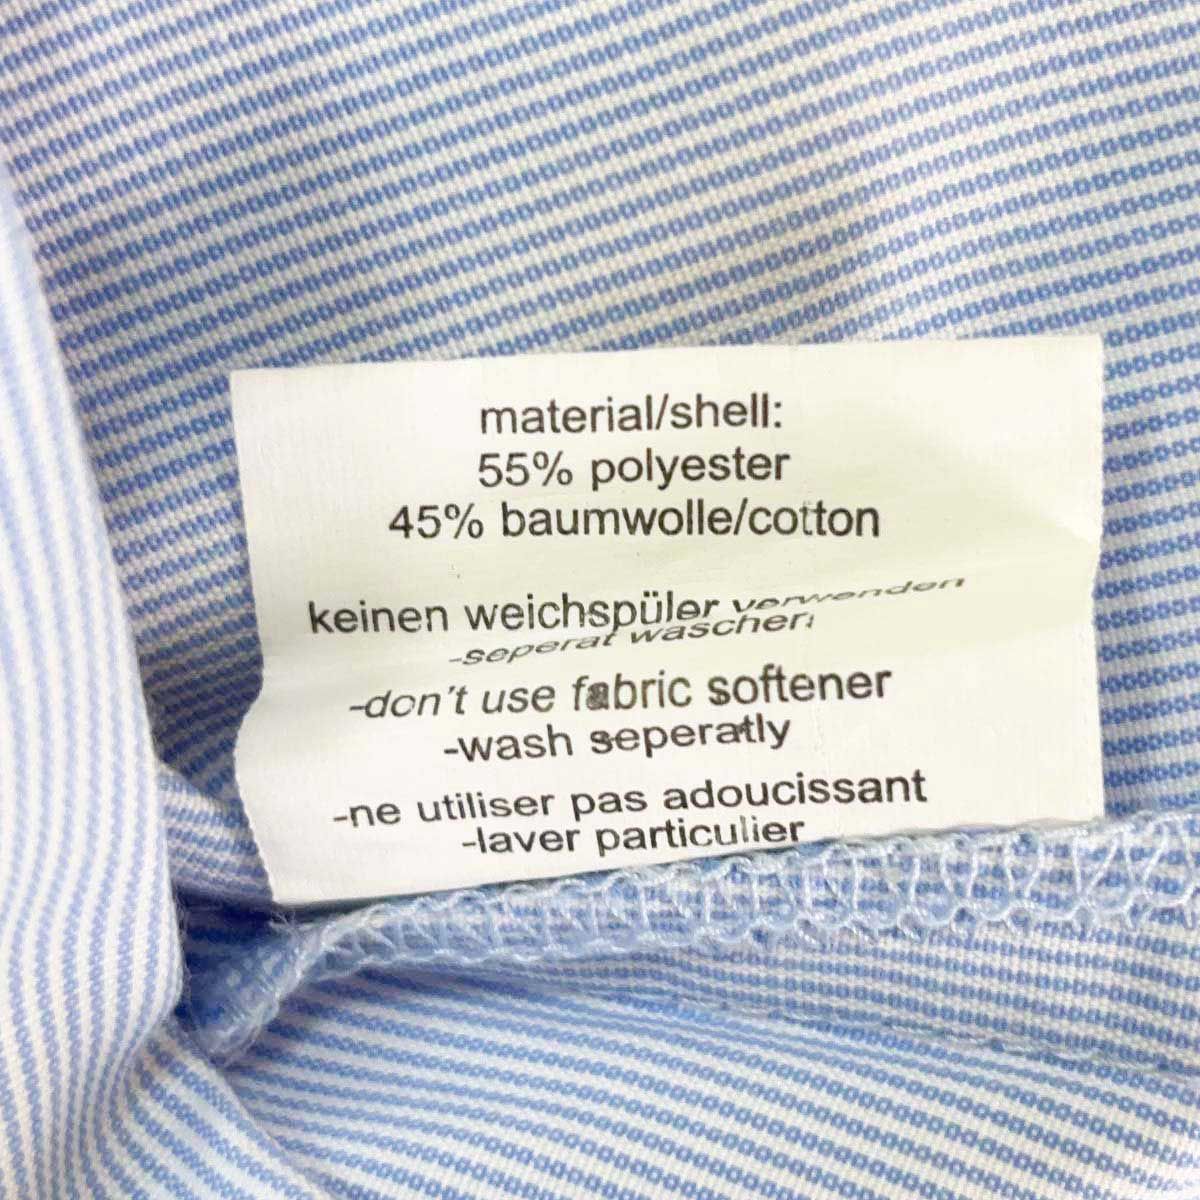 material/shell:
55% polyester
45% baumwolle/cotton
keinen weichspüler verwenden
-seperat waschen
-don't use fabric softener
-wash seperatly
-ne utiliser pas adoucissant
-laver particulier